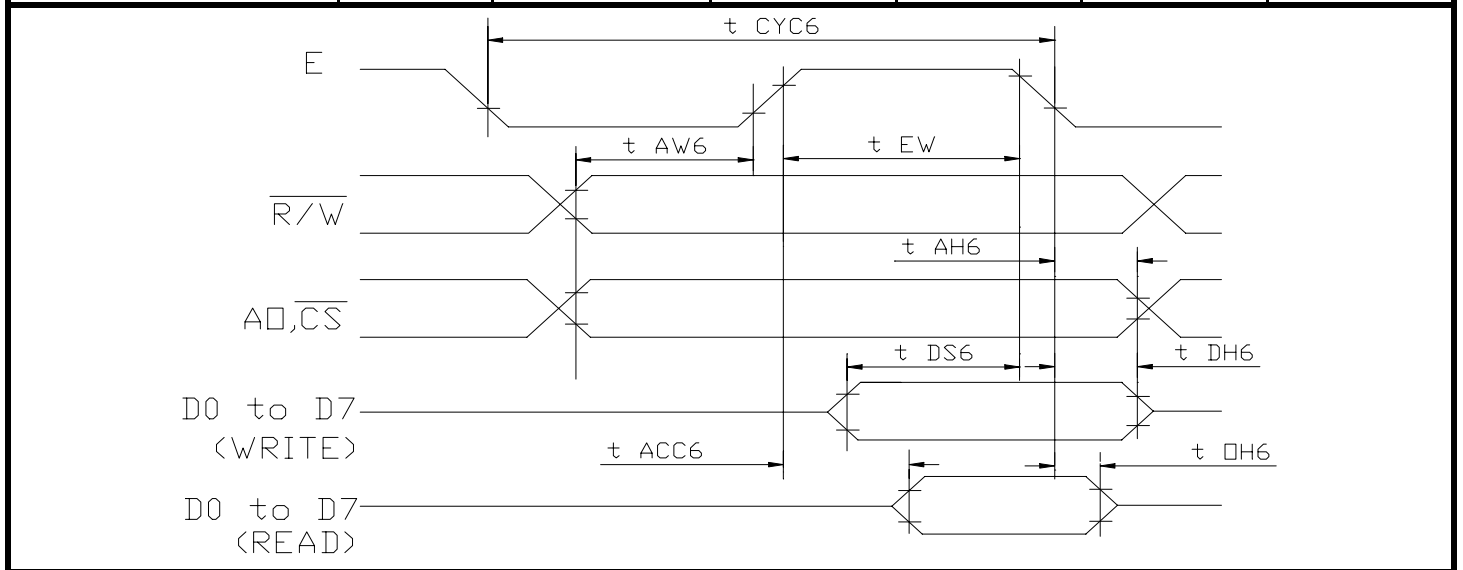 t CYC6
E
t AW6
t EW
R/W
t AH6
A0,CS
t DS6
t DH6
D0 to D7
(WRITE)
t ACC6
t OH6
D0 to D7
(READ)